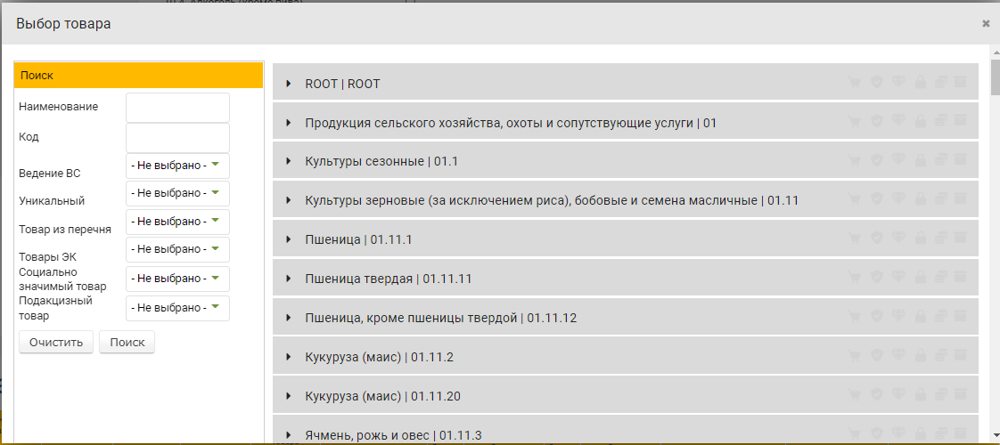 Выбор товара
Поиск
Наименование
Код
Ведение ВС
- Не выбрано -
Уникальный
- Не выбрано -
Товар из перечня
- Не выбрано -
Товары ЭК
- Не выбрано -
Социально
значимый товар
- Не выбрано -
Подакцизный
товар
- Не выбрано -
Очистить
Поиск
ROOT | ROOT
Продукция сельского хозяйства, охоты и сопутствующие услуги | 01
Культуры сезонные | 01.1
Культуры зерновые (за исключением риса), бобовые и семена масличные | 01.11
Пшеница | 01.11.1
Пшеница твердая | 01.11.11
Пшеница, кроме пшеницы твердой | 01.11.12
Кукуруза (маис) | 01.11.2
Кукуруза (маис) | 01.11.20
Ячмень, рожь и овес | 01.11.3